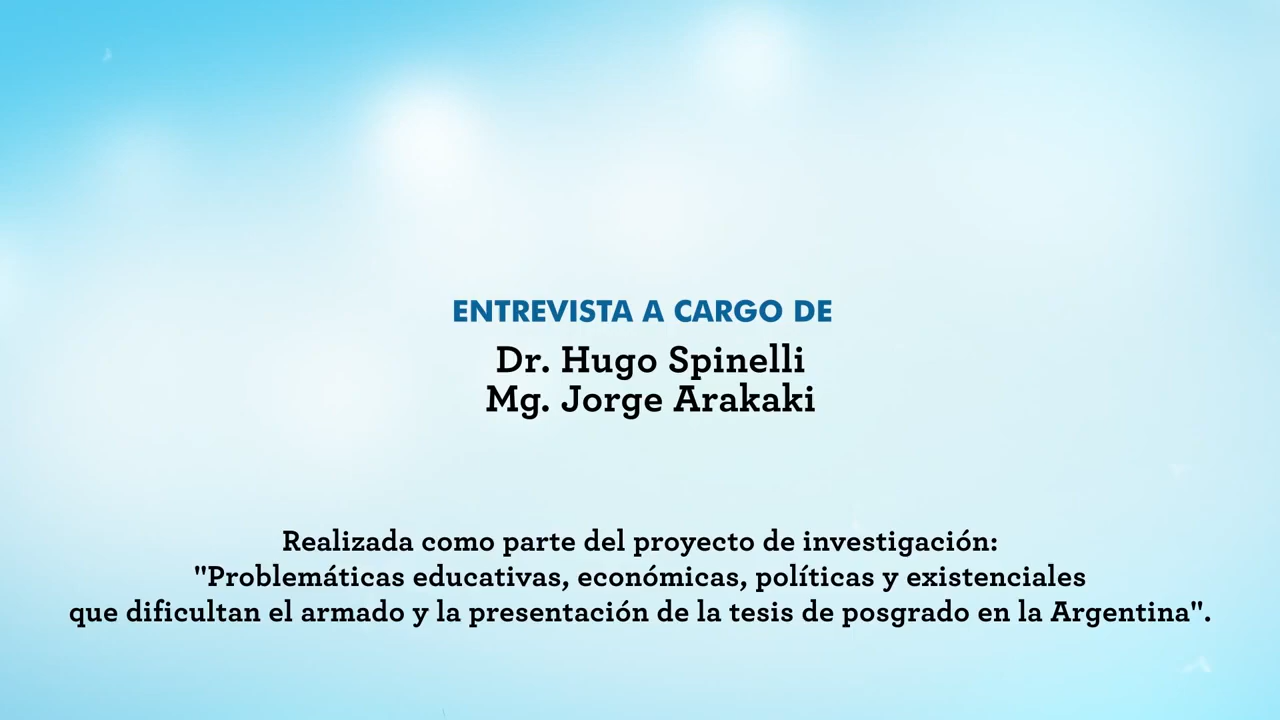 ENTREVISTA A CARGO DE
Dr. Hugo Spinelli
Mg. Jorge Arakaki
Realizada como parte del proyecto de investigación:
"Problemáticas educativas, económicas, políticas y existenciales
que dificultan el armado y la presentación de la tesis de posgrado en la Argentina".